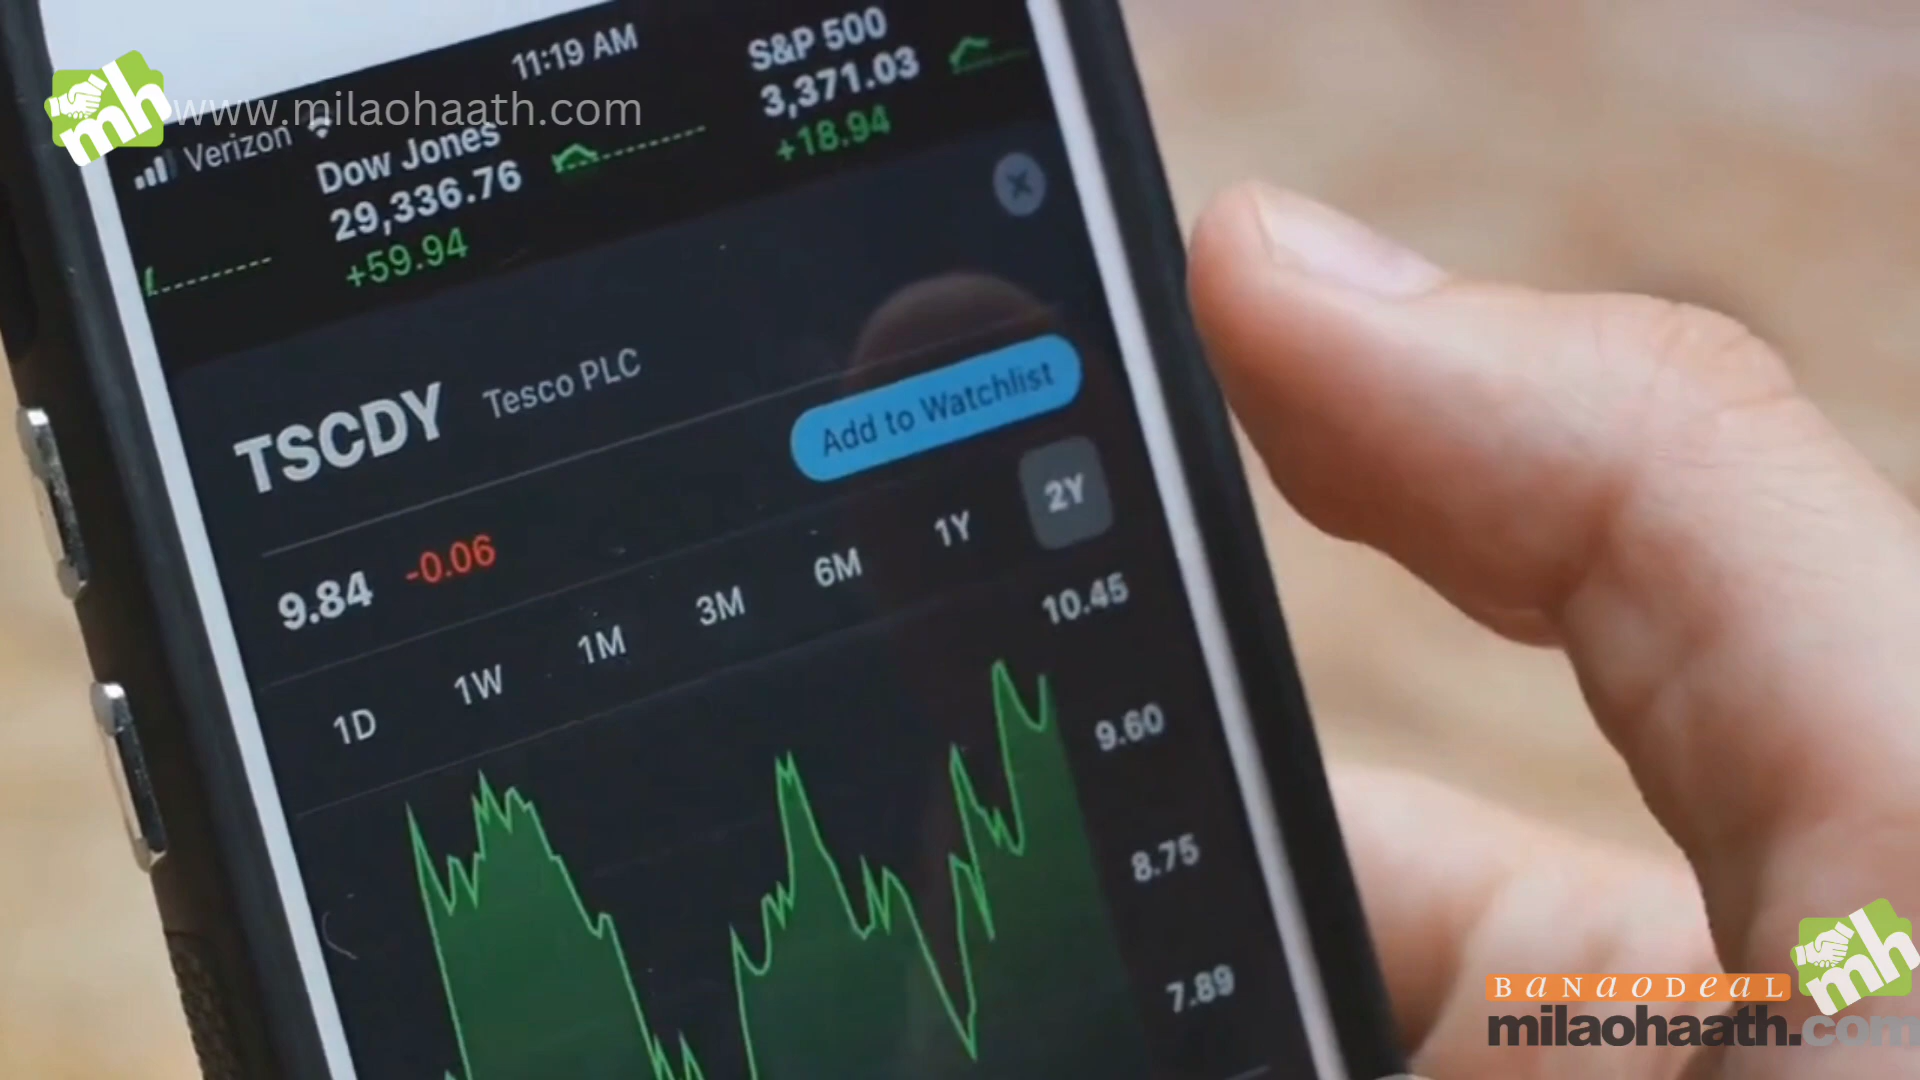 11:19 AM
S&P 500
3,371.03
+18.94
mh www.milaohaath.com
Verizon
Dow Jones
29,336.76
+59.94
TSCDY Tesco PLC
Add to Watchlist
9.84 -0.06
1D 1W 1M 3M 6M 1Y 2Y
10.45
9.60
8.75
7.89
mh
BANAODEAL
milaohaath.com